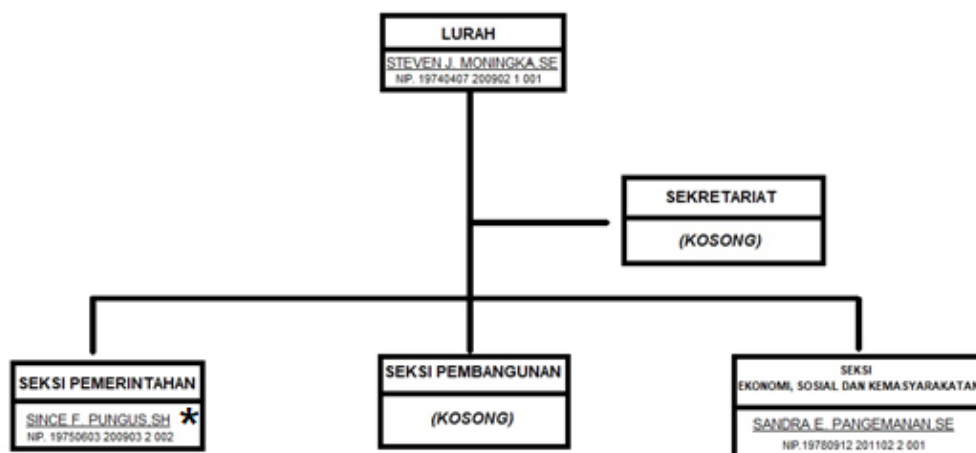 LURAH
STEVEN J. MONINGKA,SE
NIP. 19740407 200902 1 001
SEKRETARIAT
(KOSONG)
SEKSI PEMERINTAHAN
SINCE F. PUNGUS,SH *
NIP. 19750603 200903 2 002
SEKSI PEMBANGUNAN
(KOSONG)
SEKSI
EKONOMI, SOSIAL DAN KEMASYARAKATAN
SANDRA E. PANGEMANAN,SE
NIP.19780912 201102 2 001